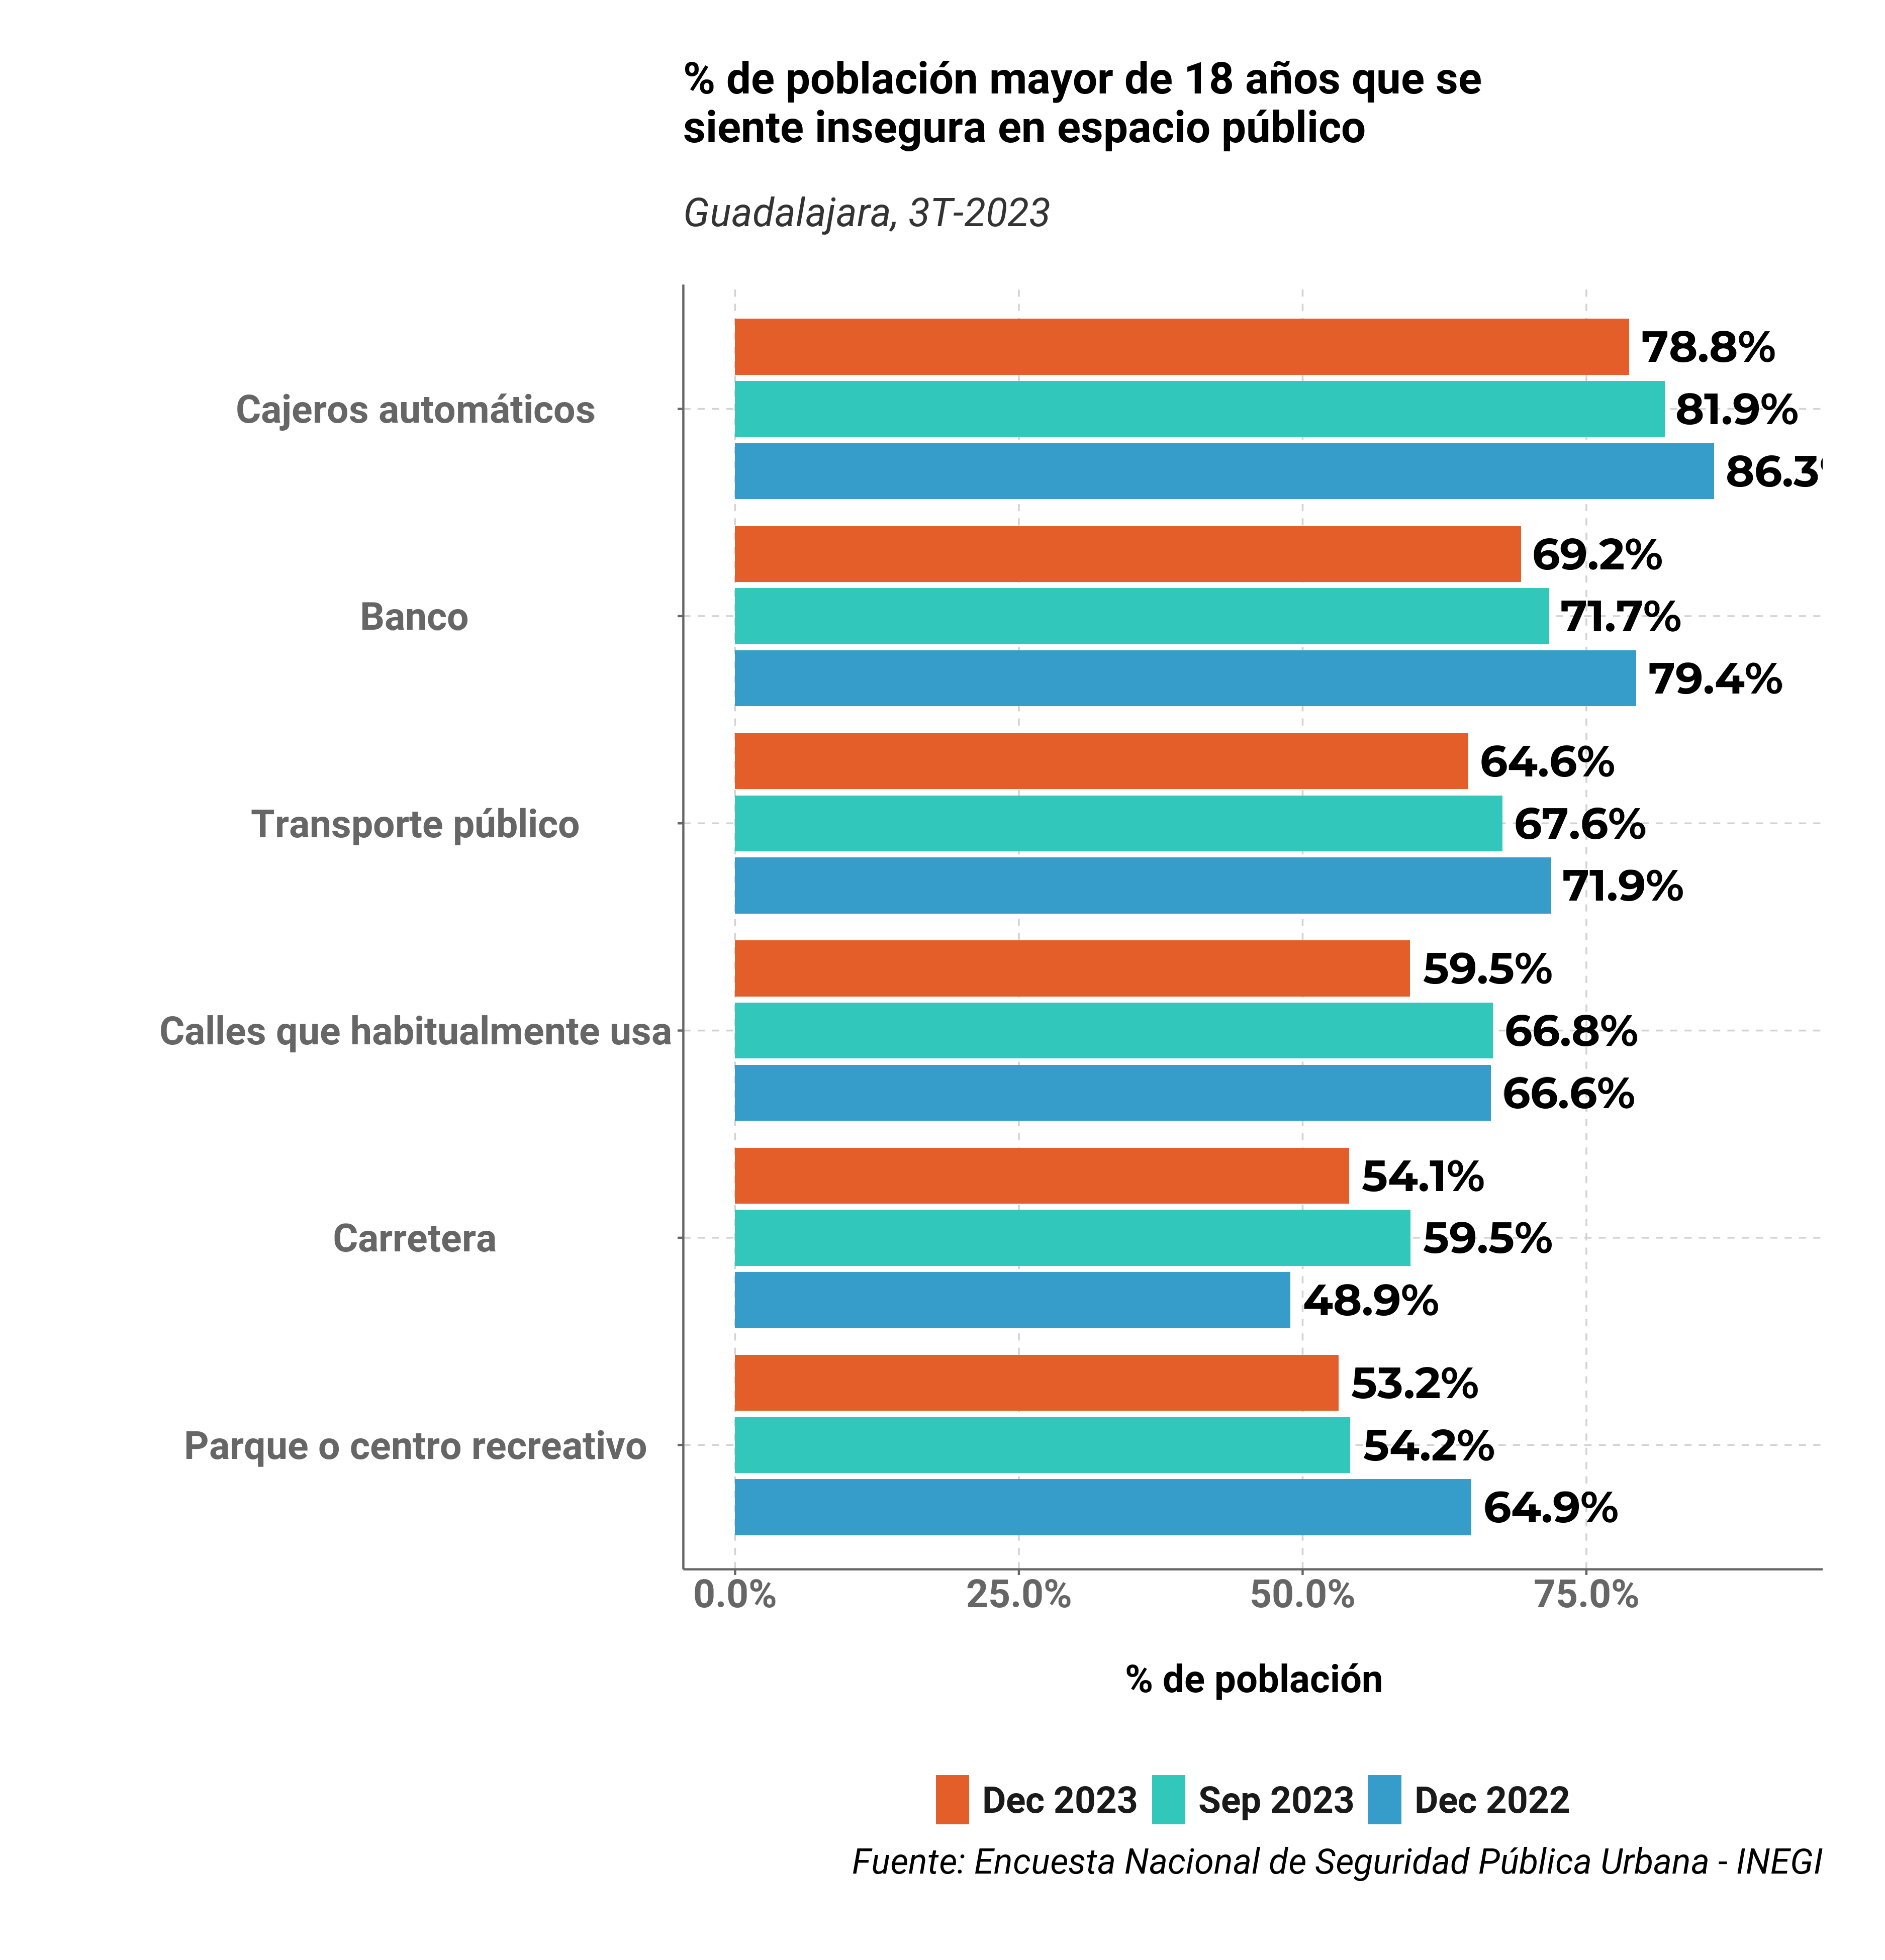 % de población mayor de 18 años que se
siente insegura en espacio público
Guadalajara, 3T-2023
Cajeros automáticos
78.8%
81.9%
86.3
Banco
69.2%
71.7%
79.4%
Transporte público
64.6%
67.6%
71.9%
Calles que habitualmente usa
59.5%
66.8%
66.6%
Carretera
54.1%
59.5%
48.9%
Parque o centro recreativo
53.2%
54.2%
64.9%
0.0% 25.0% 50.0% 75.0%
% de población
Dec 2023 Sep 2023 Dec 2022
Fuente: Encuesta Nacional de Seguridad Pública Urbana - INEGI